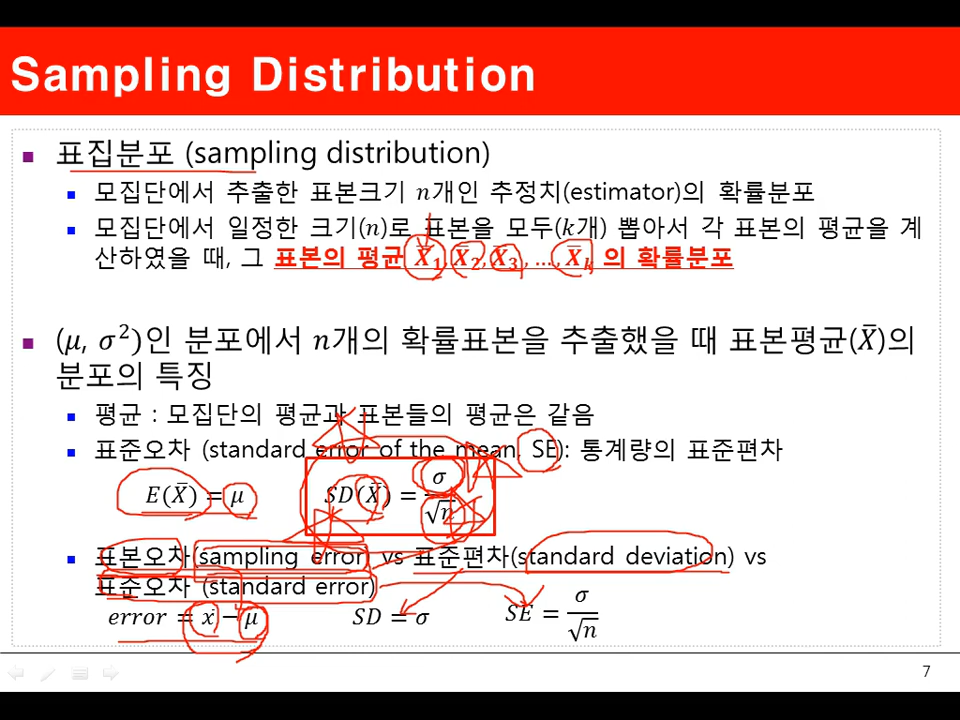 Sampling Distribution
표집분포 (sampling distribution)
모집단에서 추출한 표본크기 𝑛개인 추정치(estimator)의 확률분포
모집단에서 일정한 크기(𝑛)로 표본을 모두(𝑘개) 뽑아서 각 표본의 평균을 계
산하였을 때, 그 표본의 평균 X̄₁, X̄₂, X̄₃, …, X̄ₖ 의 확률분포
(𝜇, 𝜎²)인 분포에서 𝑛개의 확률표본을 추출했을 때 표본평균(X̄)의
분포의 특징
평균 : 모집단의 평균과 표본들의 평균은 같음
표준오차 (standard error of the mean, SE): 통계량의 표준편차
E(X̄) = μ SD(X̄) = σ/√n
표본오차(sampling error) vs 표준편차(standard deviation) vs
표준오차 (standard error)
error = ẋ − μ SD = σ SE = σ/√n
7